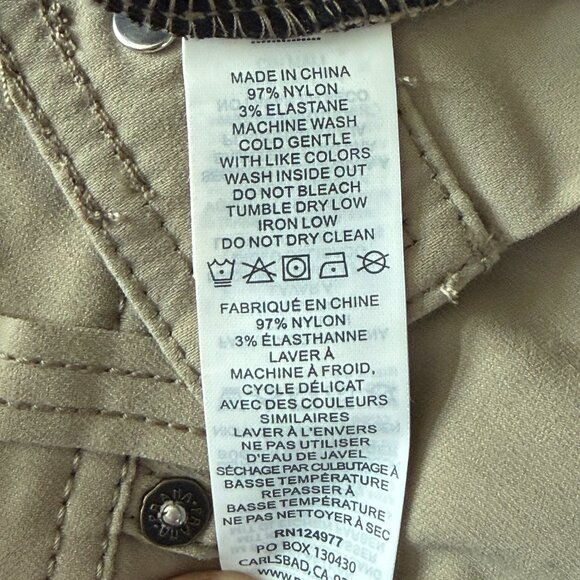 MADE IN CHINA
97% NYLON
3% ELASTANE
MACHINE WASH
COLD GENTLE
WITH LIKE COLORS
WASH INSIDE OUT
DO NOT BLEACH
TUMBLE DRY LOW
IRON LOW
DO NOT DRY CLEAN
FABRIQUÉ EN CHINE
97% NYLON
3% ÉLASTHANNE
LAVER À
MACHINE À FROID,
CYCLE DÉLICAT
AVEC DES COULEURS
SIMILAIRES
LAVER À L'ENVERS
NE PAS UTILISER
D'EAU DE JAVEL
SÉCHAGE PAR CULBUTAGE À
BASSE TEMPÉRATURE
REPASSER À
BASSE TEMPÉRATURE
NE PAS NETTOYER À SEC
RN124977
PO BOX 130430
CARLSBAD, CA
PRANA